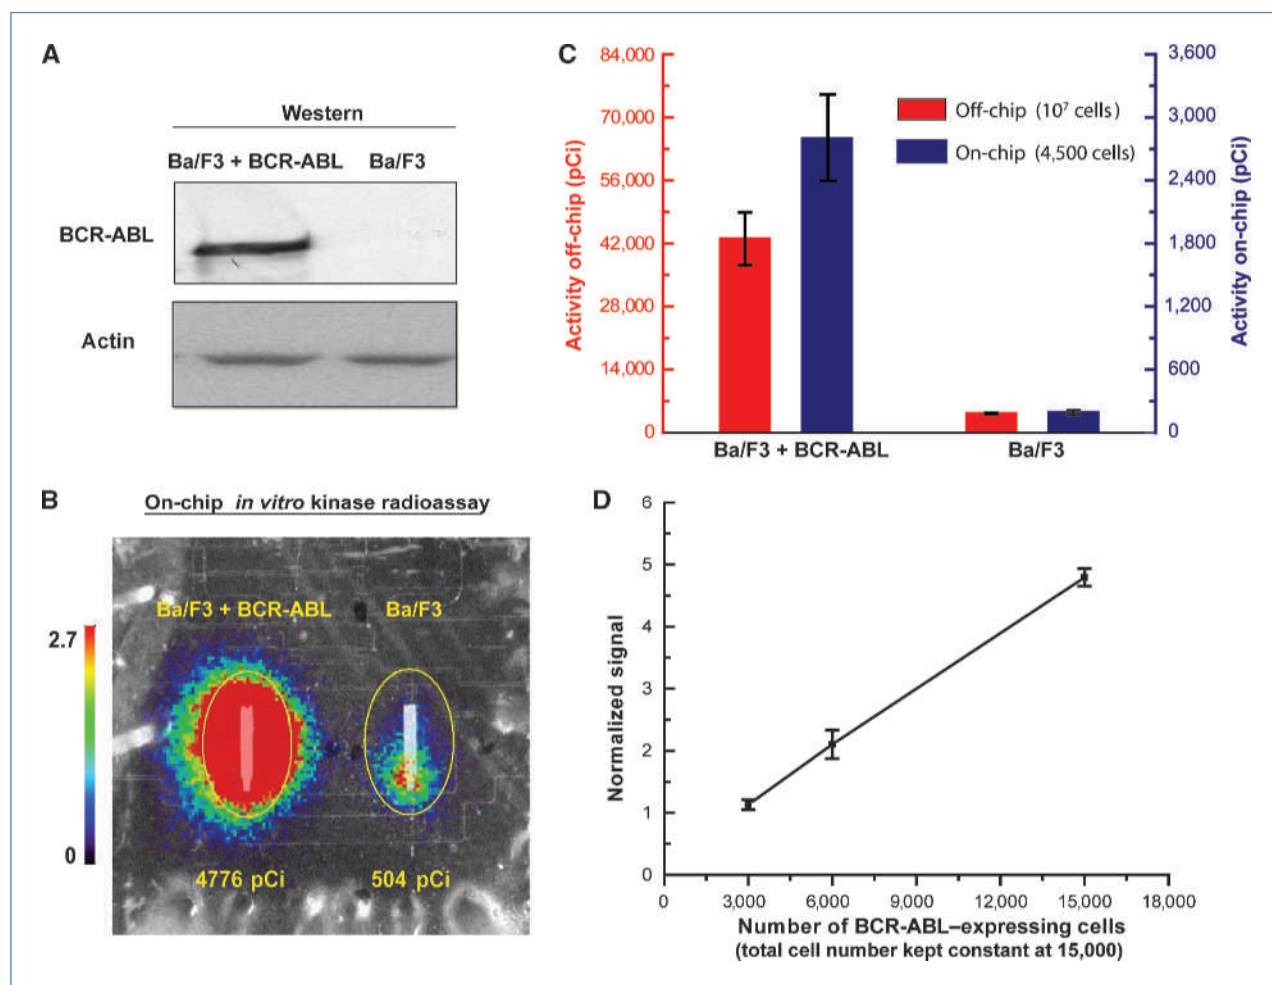 A
Western
Ba/F3 + BCR-ABL Ba/F3
BCR-ABL
Actin
B
On-chip in vitro kinase radioassay
Ba/F3 + BCR-ABL Ba/F3
2.7
0
4776 pCi 504 pCi
C
Activity off-chip (pCi)
84,000
70,000
56,000
42,000
28,000
14,000
0
Off-chip (10⁷ cells)
On-chip (4,500 cells)
3,600
3,000
2,400
1,800
1,200
600
0
Activity on-chip (pCi)
Ba/F3 + BCR-ABL Ba/F3
D
Normalized signal
6
5
4
3
2
1
0
0 3,000 6,000 9,000 12,000 15,000 18,000
Number of BCR-ABL–expressing cells
(total cell number kept constant at 15,000)